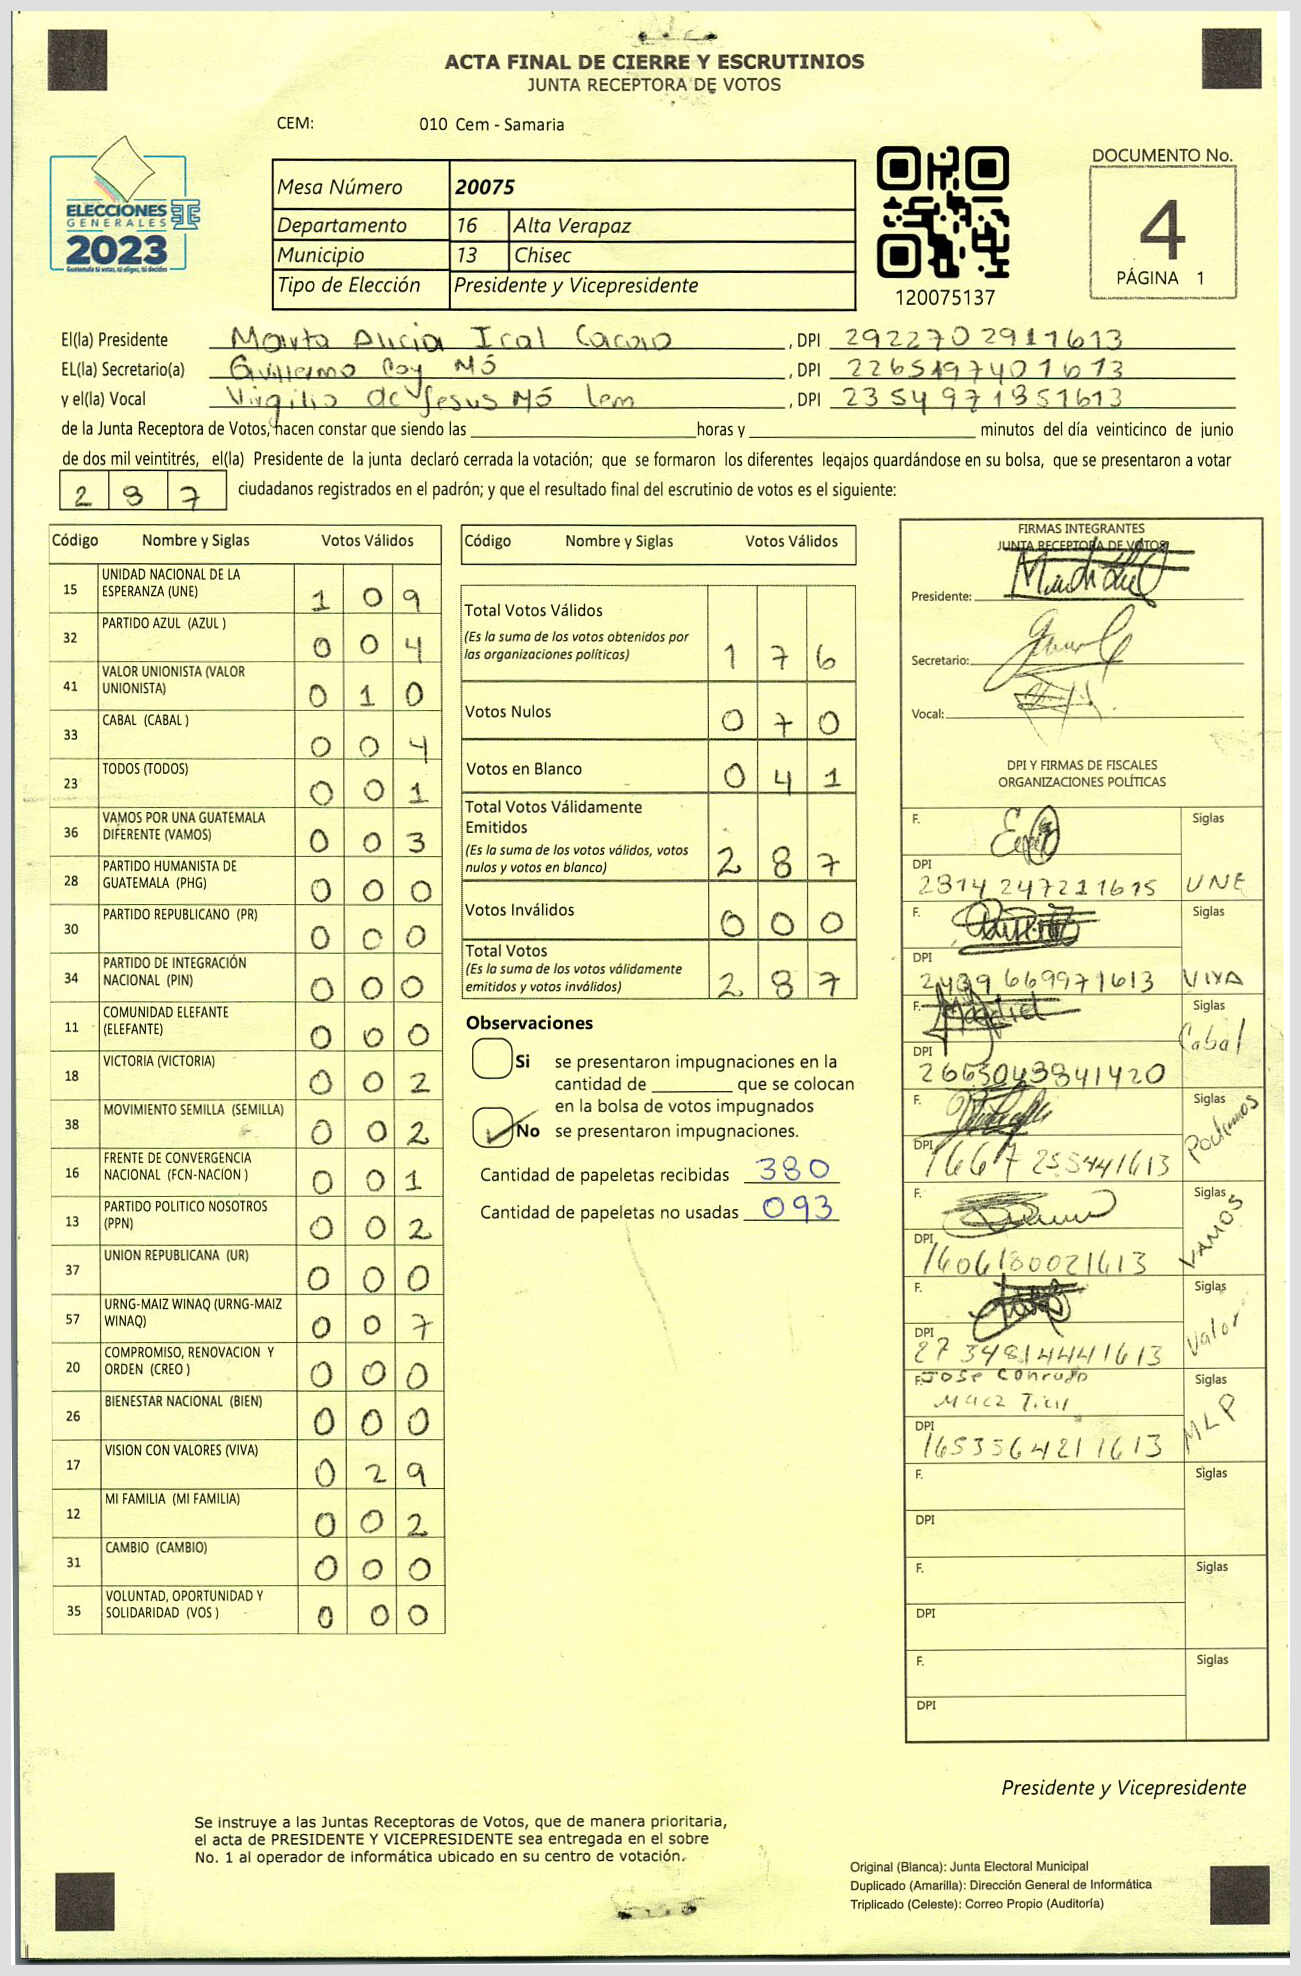 ACTA FINAL DE CIERRE Y ESCRUTINIOS
JUNTA RECEPTORA DE VOTOS
CEM: 010 Cem - Samaria
ELECCIONES
GENERALES
2023
Guatemala tú votas, tú eliges, tú decides
Mesa Número 20075
Departamento 16 Alta Verapaz
Municipio 13 Chisec
Tipo de Elección Presidente y Vicepresidente
120075137
DOCUMENTO No.
4
PÁGINA 1
El(la) Presidente Marta Alicia Ical Cacao , DPI 2922702911613
EL(la) Secretario(a) Guillermo Coy Mó , DPI 2265197401613
y el(la) Vocal Virgilio de Jesus Mó Lem , DPI 2354971351613
de la Junta Receptora de Votos, hacen constar que siendo las horas y minutos del día veinticinco de junio
de dos mil veintitrés, el(la) Presidente de la junta declaró cerrada la votación; que se formaron los diferentes legajos guardándose en su bolsa, que se presentaron a votar
287 ciudadanos registrados en el padrón; y que el resultado final del escrutinio de votos es el siguiente:
Código Nombre y Siglas Votos Válidos
15 UNIDAD NACIONAL DE LA ESPERANZA (UNE) 1 0 9
32 PARTIDO AZUL (AZUL ) 0 0 4
41 VALOR UNIONISTA (VALOR UNIONISTA) 0 1 0
33 CABAL (CABAL ) 0 0 4
23 TODOS (TODOS) 0 0 1
36 VAMOS POR UNA GUATEMALA DIFERENTE (VAMOS) 0 0 3
28 PARTIDO HUMANISTA DE GUATEMALA (PHG) 0 0 0
30 PARTIDO REPUBLICANO (PR) 0 0 0
34 PARTIDO DE INTEGRACIÓN NACIONAL (PIN) 0 0 0
11 COMUNIDAD ELEFANTE (ELEFANTE) 0 0 0
18 VICTORIA (VICTORIA) 0 0 2
38 MOVIMIENTO SEMILLA (SEMILLA) 0 0 2
16 FRENTE DE CONVERGENCIA NACIONAL (FCN-NACION ) 0 0 1
13 PARTIDO POLITICO NOSOTROS (PPN) 0 0 2
37 UNION REPUBLICANA (UR) 0 0 0
57 URNG-MAIZ WINAQ (URNG-MAIZ WINAQ) 0 0 7
20 COMPROMISO, RENOVACION Y ORDEN (CREO ) 0 0 0
26 BIENESTAR NACIONAL (BIEN) 0 0 0
17 VISION CON VALORES (VIVA) 0 2 9
12 MI FAMILIA (MI FAMILIA) 0 0 2
31 CAMBIO (CAMBIO) 0 0 0
35 VOLUNTAD, OPORTUNIDAD Y SOLIDARIDAD (VOS ) 0 0 0
Código Nombre y Siglas Votos Válidos
Total Votos Válidos
(Es la suma de los votos obtenidos por
las organizaciones políticas) 1 7 6
Votos Nulos 0 7 0
Votos en Blanco 0 4 1
Total Votos Válidamente
Emitidos
(Es la suma de los votos válidos, votos
nulos y votos en blanco) 2 8 7
Votos Inválidos 0 0 0
Total Votos
(Es la suma de los votos válidamente
emitidos y votos inválidos) 2 8 7
Observaciones
Si se presentaron impugnaciones en la
cantidad de que se colocan
en la bolsa de votos impugnados
No se presentaron impugnaciones.
Cantidad de papeletas recibidas 380
Cantidad de papeletas no usadas 093
FIRMAS INTEGRANTES
JUNTA RECEPTORA DE VOTOS
Presidente:
Secretario:
Vocal:
DPI Y FIRMAS DE FISCALES
ORGANIZACIONES POLÍTICAS
F. Siglas
DPI
2314247211615 UNE
F. Siglas
DPI
2439669971613 VIVA
F. Siglas
DPI Cabal
2665043341420
F. Siglas
DPI Podemos
1667255441613
F. Siglas
DPI VAMOS
1606180021613
F. Siglas
DPI Valor
2734814441613
F. Jose Conrado Siglas
Macz Ticil
DPI MLP
1653564211613
F. Siglas
DPI
F. Siglas
DPI
F. Siglas
DPI
Presidente y Vicepresidente
Se instruye a las Juntas Receptoras de Votos, que de manera prioritaria,
el acta de PRESIDENTE Y VICEPRESIDENTE sea entregada en el sobre
No. 1 al operador de informática ubicado en su centro de votación.
Original (Blanca): Junta Electoral Municipal
Duplicado (Amarilla): Dirección General de Informática
Triplicado (Celeste): Correo Propio (Auditoría)